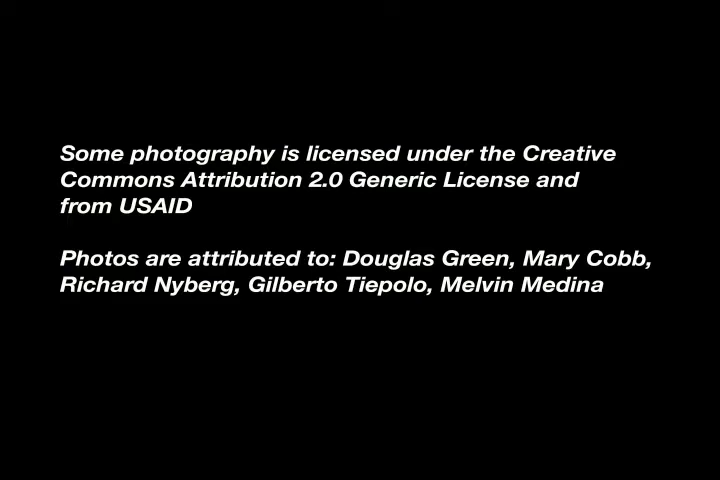 Some photography is licensed under the Creative
Commons Attribution 2.0 Generic License and
from USAID
Photos are attributed to: Douglas Green, Mary Cobb,
Richard Nyberg, Gilberto Tiepolo, Melvin Medina